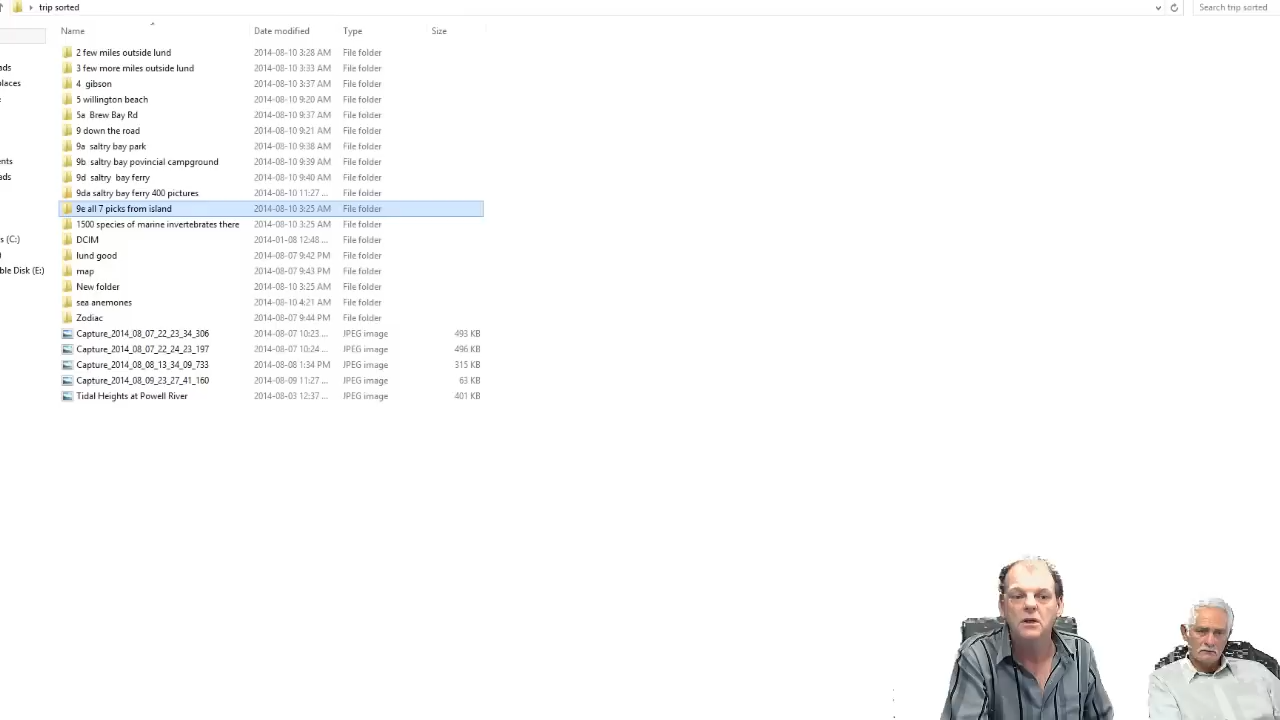 trip sorted Search trip sorted
Name Date modified Type Size
2 few miles outside lund 2014-08-10 3:28 AM File folder
ads 3 few more miles outside lund 2014-08-10 3:33 AM File folder
laces 4 gibson 2014-08-10 3:37 AM File folder
5 willington beach 2014-08-10 9:20 AM File folder
5a Brew Bay Rd 2014-08-10 9:37 AM File folder
9 down the road 2014-08-10 9:21 AM File folder
9a saltry bay park 2014-08-10 9:38 AM File folder
ents 9b saltry bay povincial campground 2014-08-10 9:39 AM File folder
ads 9d saltry bay ferry 2014-08-10 9:40 AM File folder
9da saltry bay ferry 400 pictures 2014-08-10 11:27 ... File folder
9e all 7 picks from island 2014-08-10 3:25 AM File folder
1500 species of marine invertebrates there 2014-08-10 3:25 AM File folder
s (C:) DCIM 2014-01-08 12:48 ... File folder
lund good 2014-08-07 9:42 PM File folder
ble Disk (E:) map 2014-08-07 9:43 PM File folder
New folder 2014-08-10 3:25 AM File folder
sea anemones 2014-08-10 4:21 AM File folder
Zodiac 2014-08-07 9:44 PM File folder
Capture_2014_08_07_22_23_34_306 2014-08-07 10:23 ... JPEG image 493 KB
Capture_2014_08_07_22_24_23_197 2014-08-07 10:24 ... JPEG image 496 KB
Capture_2014_08_08_13_34_09_733 2014-08-08 1:34 PM JPEG image 315 KB
Capture_2014_08_09_23_27_41_160 2014-08-09 11:27 ... JPEG image 63 KB
Tidal Heights at Powell River 2014-08-03 12:37 ... JPEG image 401 KB